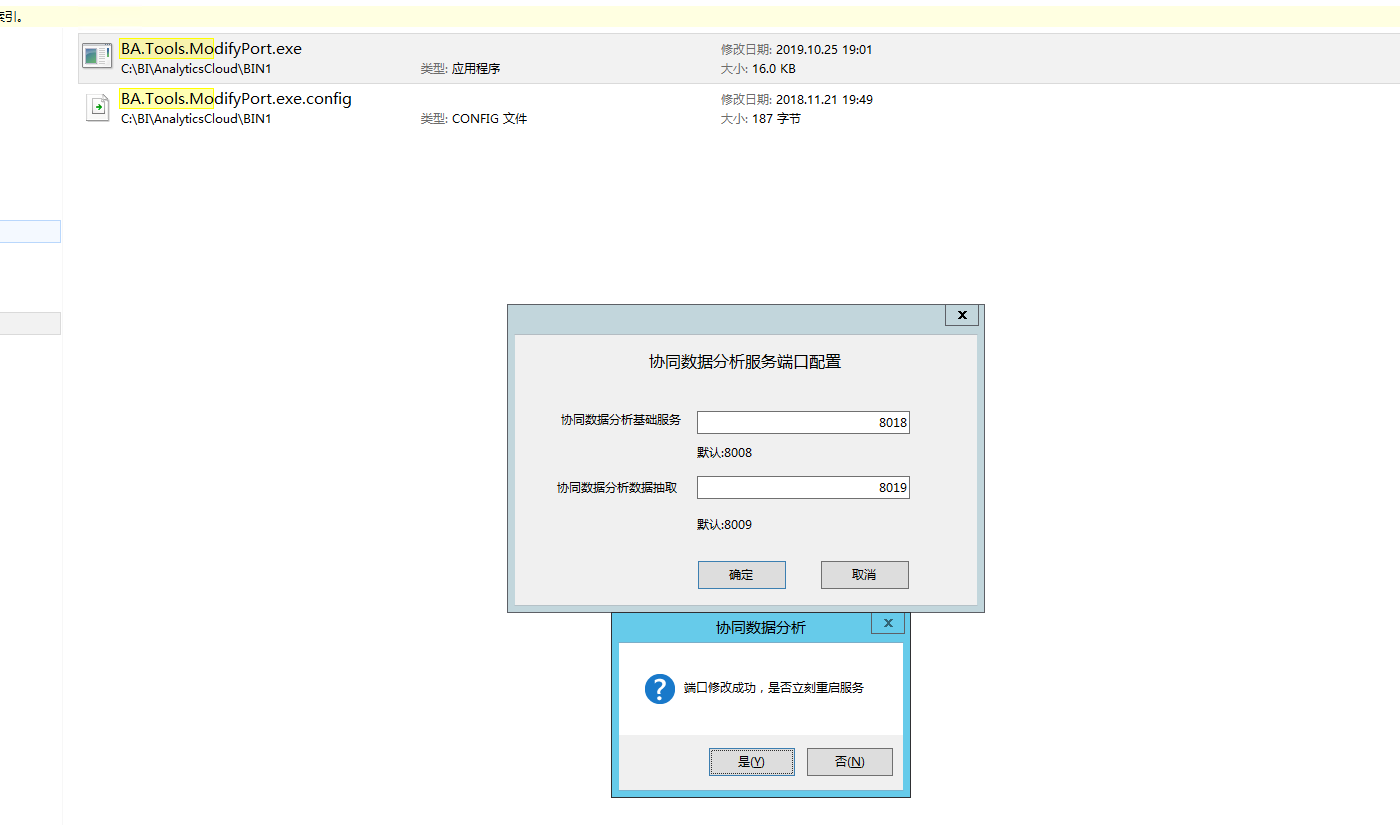 索引。
BA.Tools.ModifyPort.exe
C:\BI\AnalyticsCloud\BIN1
类型: 应用程序
修改日期: 2019.10.25 19:01
大小: 16.0 KB
BA.Tools.ModifyPort.exe.config
C:\BI\AnalyticsCloud\BIN1
类型: CONFIG 文件
修改日期: 2018.11.21 19:49
大小: 187 字节
x
协同数据分析服务端口配置
协同数据分析基础服务
8018
默认:8008
协同数据分析数据抽取
8019
默认:8009
确定
取消
协同数据分析
x
?
端口修改成功，是否立刻重启服务
是(Y)
否(N)